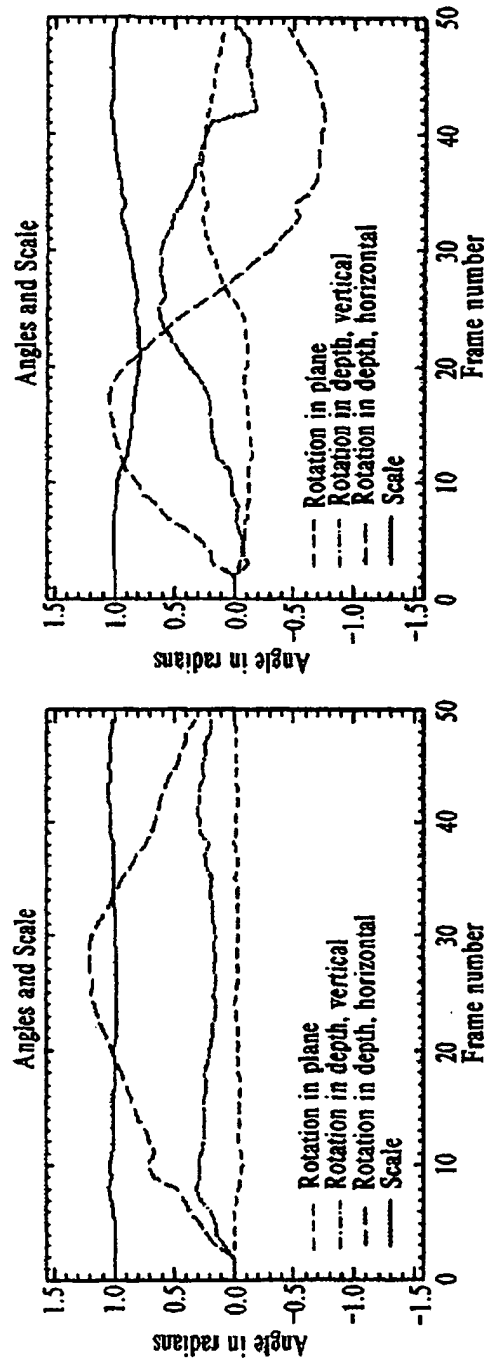 Angles and Scale
1.5
1.0
0.5
0.0
-0.5
-1.0
-1.5
Angle in radians
Rotation in plane
Rotation in depth, vertical
Rotation in depth, horizontal
Scale
0 10 20 30 40 50
Frame number
Angles and Scale
1.5
1.0
0.5
0.0
-0.5
-1.0
-1.5
Angle in radians
Rotation in plane
Rotation in depth, vertical
Rotation in depth, horizontal
Scale
0 10 20 30 40 50
Frame number